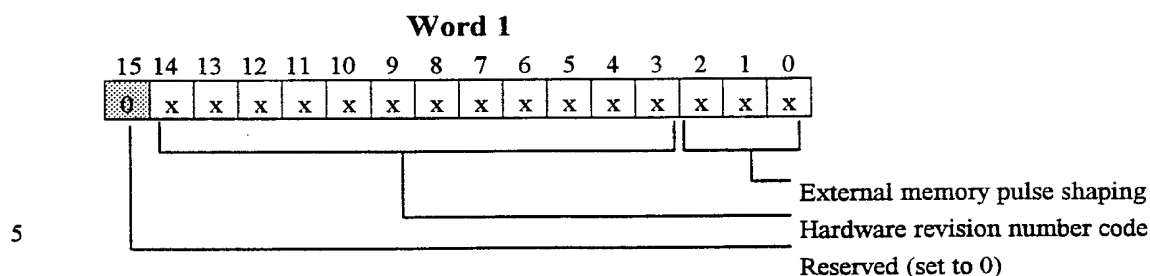 Word 1
15 14 13 12 11 10 9 8 7 6 5 4 3 2 1 0
0 x x x x x x x x x x x x x x x
External memory pulse shaping
5 Hardware revision number code
Reserved (set to 0)